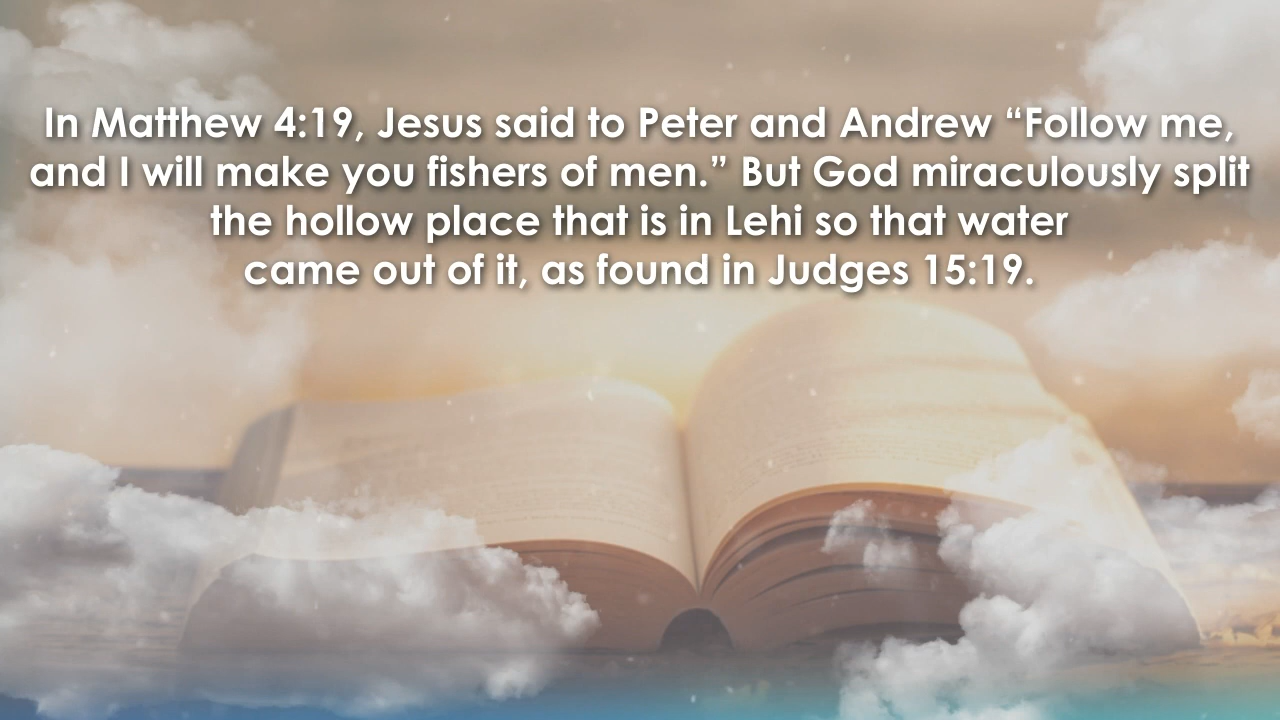 In Matthew 4:19, Jesus said to Peter and Andrew “Follow me,
and I will make you fishers of men.” But God miraculously split
the hollow place that is in Lehi so that water
came out of it, as found in Judges 15:19.